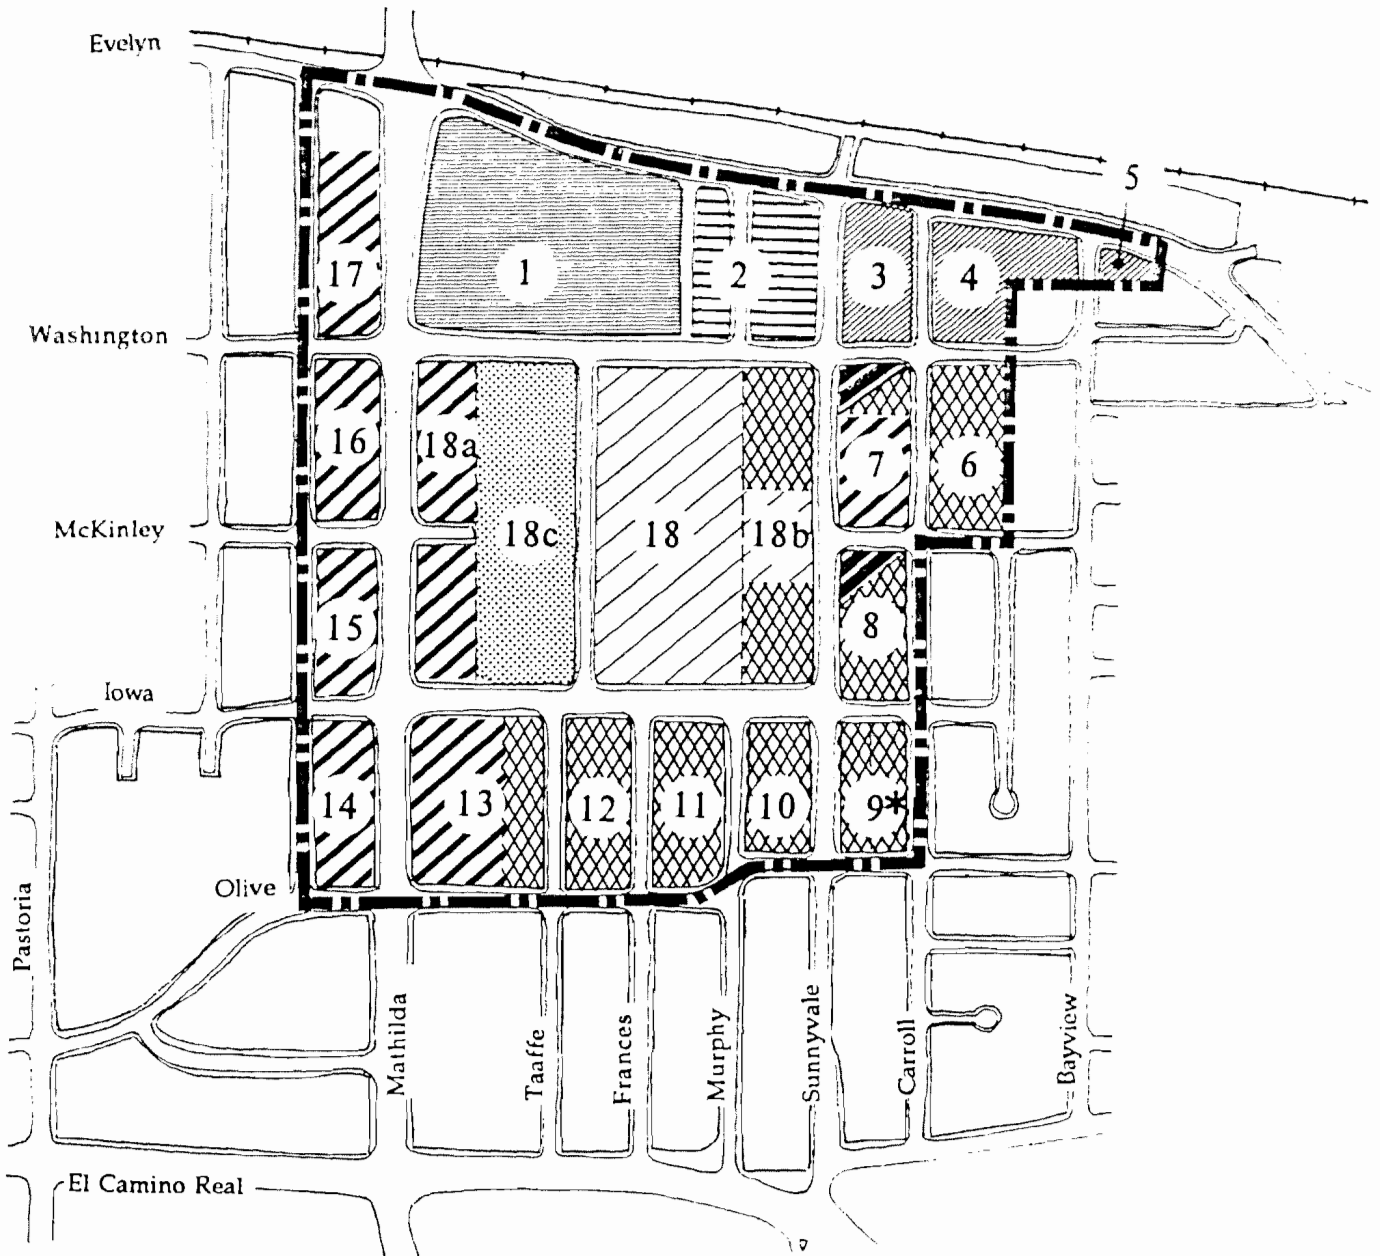 Evelyn
5
17
1
2
3
4
Washington
16
18a
7
6
McKinley
18c
18
18b
15
8
Iowa
14
13
12
11
10
9*
Olive
Pastoria
Mathilda
Taaffe
Frances
Murphy
Sunnyvale
Carroll
Bayview
El Camino Real